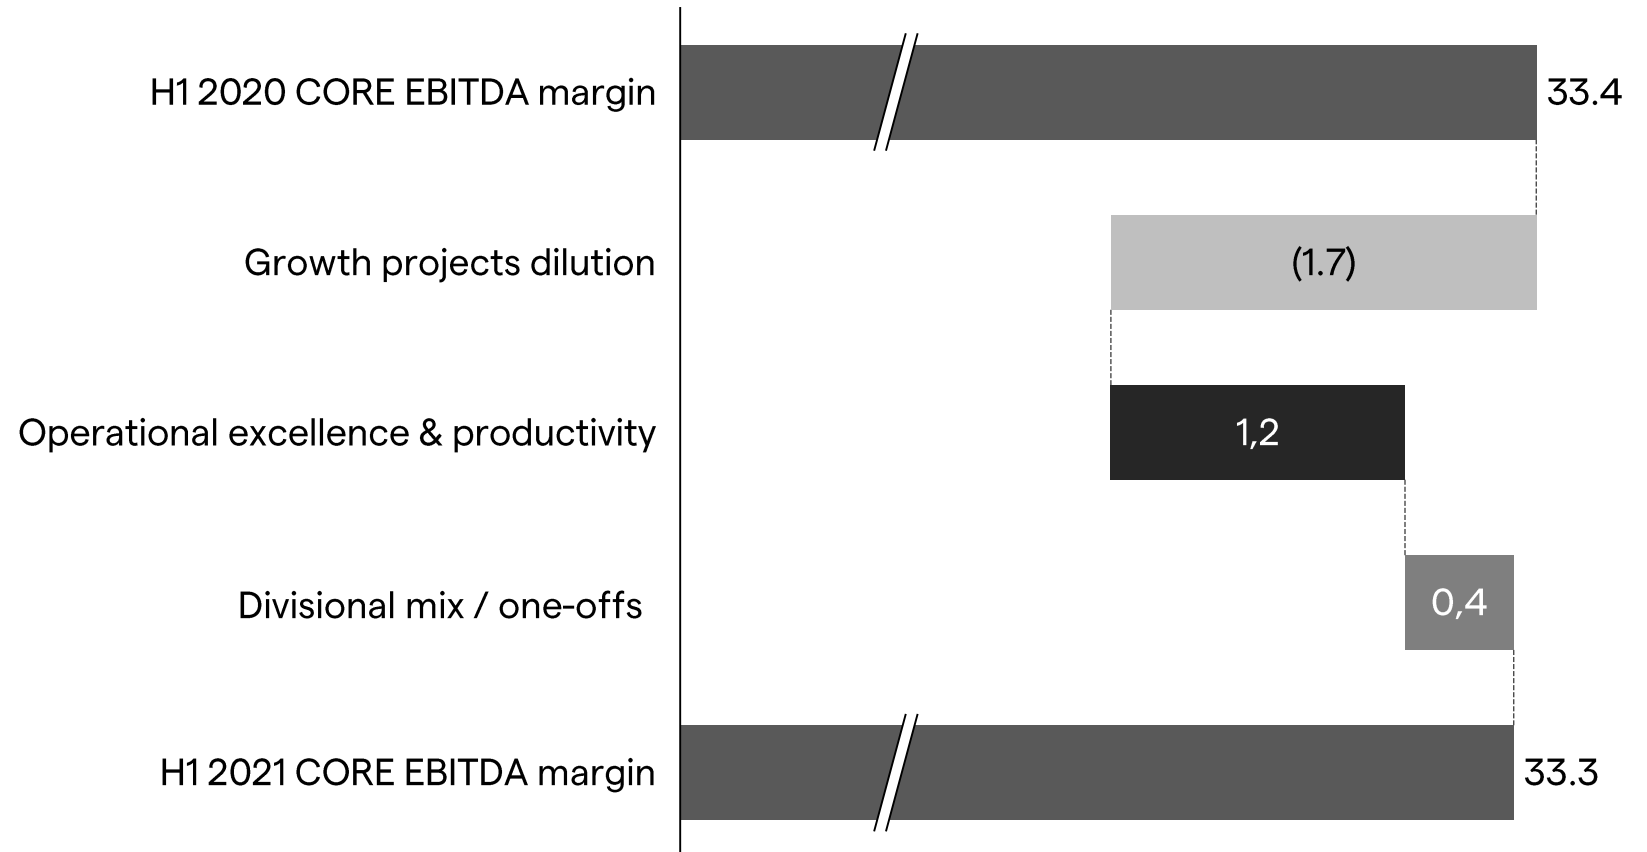 H1 2020 CORE EBITDA margin 33.4
Growth projects dilution (1.7)
Operational excellence & productivity 1,2
Divisional mix / one-offs 0,4
H1 2021 CORE EBITDA margin 33.3